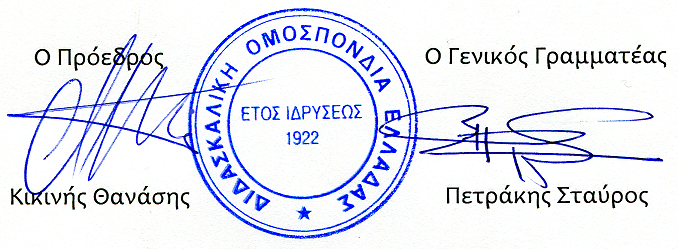 Ο Πρόεδρος
Ο Γενικός Γραμματέας
ΔΙΔΑΣΚΑΛΙΚΗ ΟΜΟΣΠΟΝΔΙΑ ΕΛΛΑΔΑΣ
ΕΤΟΣ ΙΔΡΥΣΕΩΣ
1922
Κικινής Θανάσης
Πετράκης Σταύρος